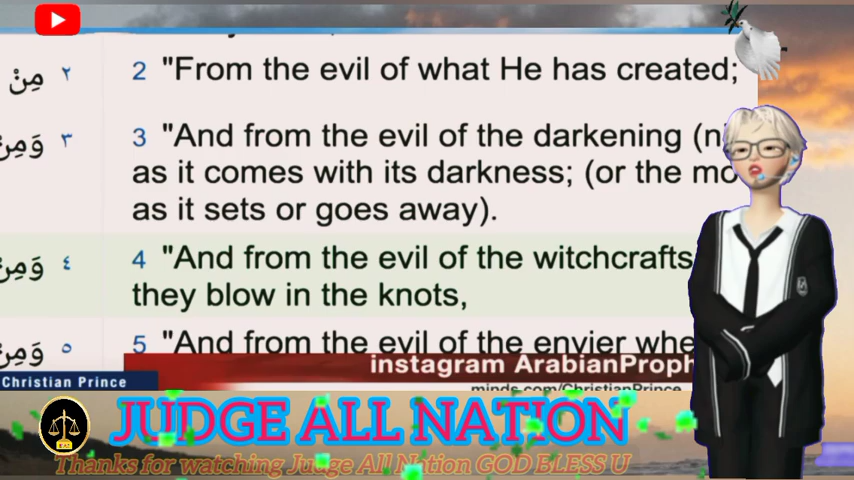 مِنْ ٢ 2 "From the evil of what He has created;
وَمِنْ ٣ 3 "And from the evil of the darkening
as it comes with its darkness; (or the
as it sets or goes away).
وَمِنْ ٤ 4 "And from the evil of the witchcrafts
they blow in the knots,
وَمِنْ ٥ 5 "And from the evil of the envier
instagram ArabianProph
Christian Prince
minds.com/ChristianPrince
JUDGE ALL NATION
Thanks for watching Judge All Nation GOD BLESS U